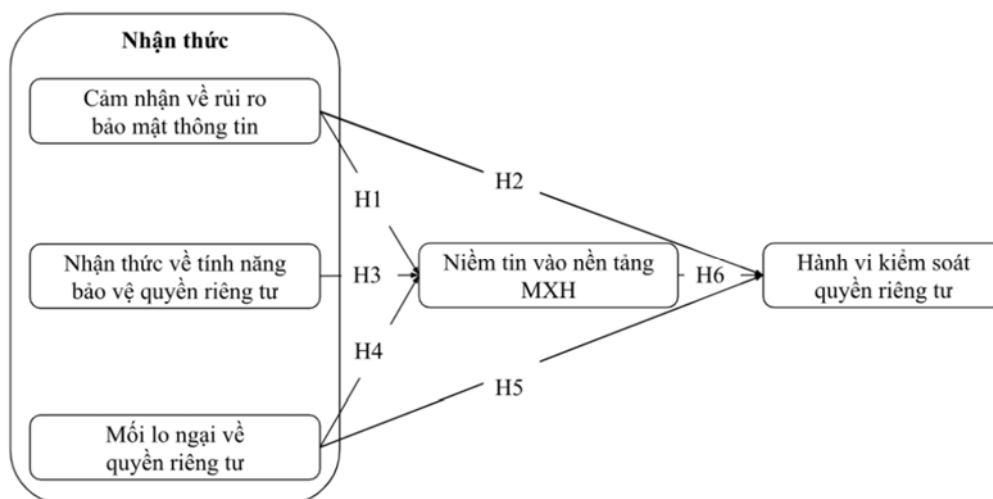 Nhận thức
Cảm nhận về rủi ro
bảo mật thông tin
H2
H1
Nhận thức về tính năng
bảo vệ quyền riêng tư
H3
Niềm tin vào nền tảng
MXH
H6
Hành vi kiểm soát
quyền riêng tư
H4
H5
Mối lo ngại về
quyền riêng tư